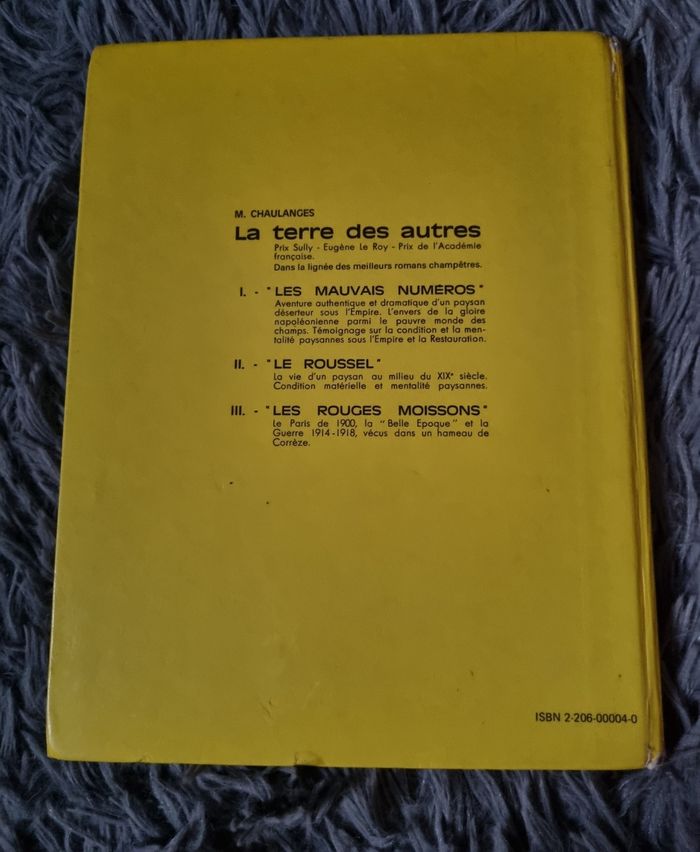 M. CHAULANGES
La terre des autres
Prix Sully - Eugène Le Roy - Prix de l'Académie
française.
Dans la lignée des meilleurs romans champêtres.
I. - "LES MAUVAIS NUMÉROS"
Aventure authentique et dramatique d'un paysan
déserteur sous l'Empire. L'envers de la gloire
napoléonienne parmi le pauvre monde des
champs. Témoignage sur la condition et la men-
talité paysannes sous l'Empire et la Restauration.
II. - "LE ROUSSEL"
La vie d'un paysan au milieu du XIXe siècle.
Condition matérielle et mentalité paysannes.
III. - "LES ROUGES MOISSONS"
Le Paris de 1900, la "Belle Epoque" et la
Guerre 1914-1918, vécus dans un hameau de
Corrèze.
ISBN 2-206-00004-0